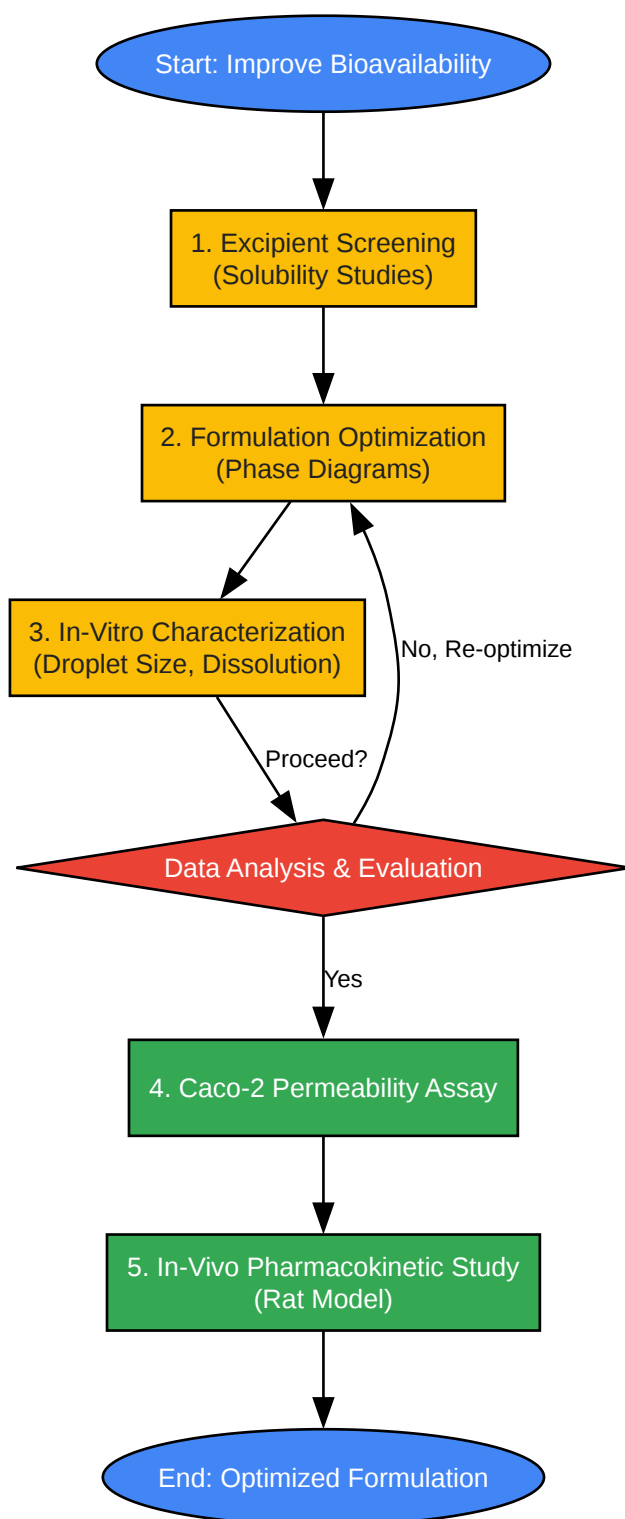 Start: Improve Bioavailability
1. Excipient Screening
(Solubility Studies)
2. Formulation Optimization
(Phase Diagrams)
3. In-Vitro Characterization
(Droplet Size, Dissolution)
No, Re-optimize
Proceed?
Data Analysis & Evaluation
Yes
4. Caco-2 Permeability Assay
5. In-Vivo Pharmacokinetic Study
(Rat Model)
End: Optimized Formulation